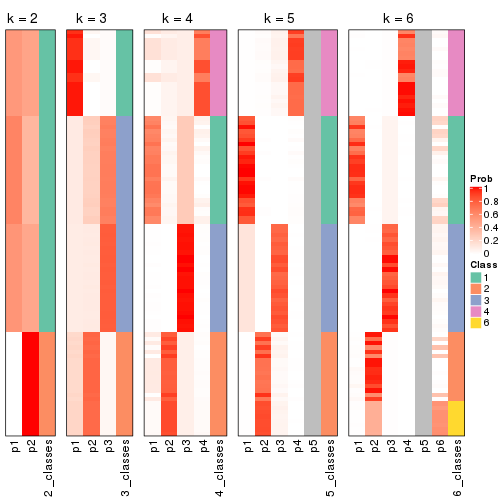 k = 2
k = 3
k = 4
k = 5
k = 6
p1
p2
2_classes
p1
p2
p3
3_classes
p1
p2
p3
p4
4_classes
p1
p2
p3
p4
p5
5_classes
p1
p2
p3
p4
p5
p6
6_classes
Prob
1
0.8
0.6
0.4
0.2
0
Class
1
2
3
4
6